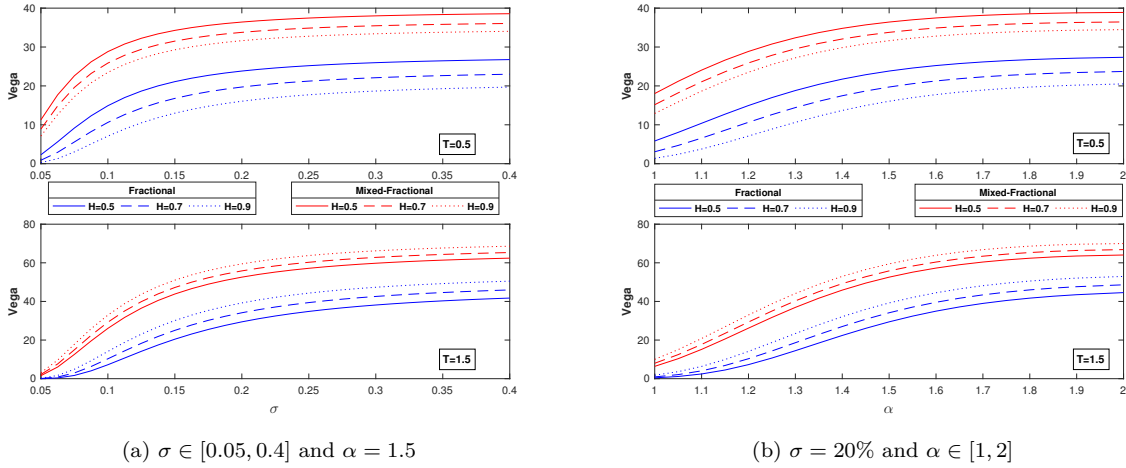 40
30
20
10
0
Vega
T=0.5
0.05 0.1 0.15 0.2 0.25 0.3 0.35 0.4
Fractional
H=0.5 H=0.7 H=0.9
Mixed-Fractional
H=0.5 H=0.7 H=0.9
80
60
40
20
0
Vega
T=1.5
0.05 0.1 0.15 0.2 0.25 0.3 0.35 0.4
σ
(a) σ ∈ [0.05, 0.4] and α = 1.5
40
30
20
10
0
Vega
T=0.5
1 1.1 1.2 1.3 1.4 1.5 1.6 1.7 1.8 1.9 2
Fractional
H=0.5 H=0.7 H=0.9
Mixed-Fractional
H=0.5 H=0.7 H=0.9
80
60
40
20
0
Vega
T=1.5
1 1.1 1.2 1.3 1.4 1.5 1.6 1.7 1.8 1.9 2
α
(b) σ = 20% and α ∈ [1, 2]